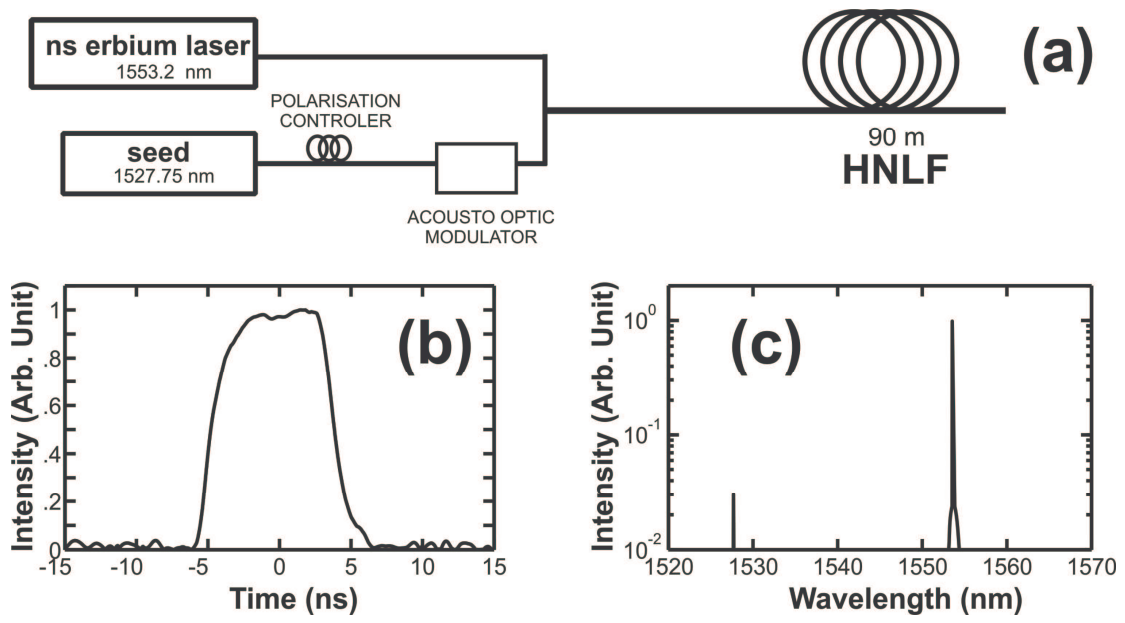 ns erbium laser
1553.2 nm
(a)
POLARISATION
CONTROLER
seed
1527.75 nm
90 m
HNLF
ACOUSTO OPTIC
MODULATOR
Intensity (Arb. Unit)
1
.8
.6
.4
.2
0
-15 -10 -5 0 5 10 15
Time (ns)
(b)
Intensity (Arb. Unit)
10^0
10^-1
10^-2
1520 1530 1540 1550 1560 1570
Wavelength (nm)
(c)